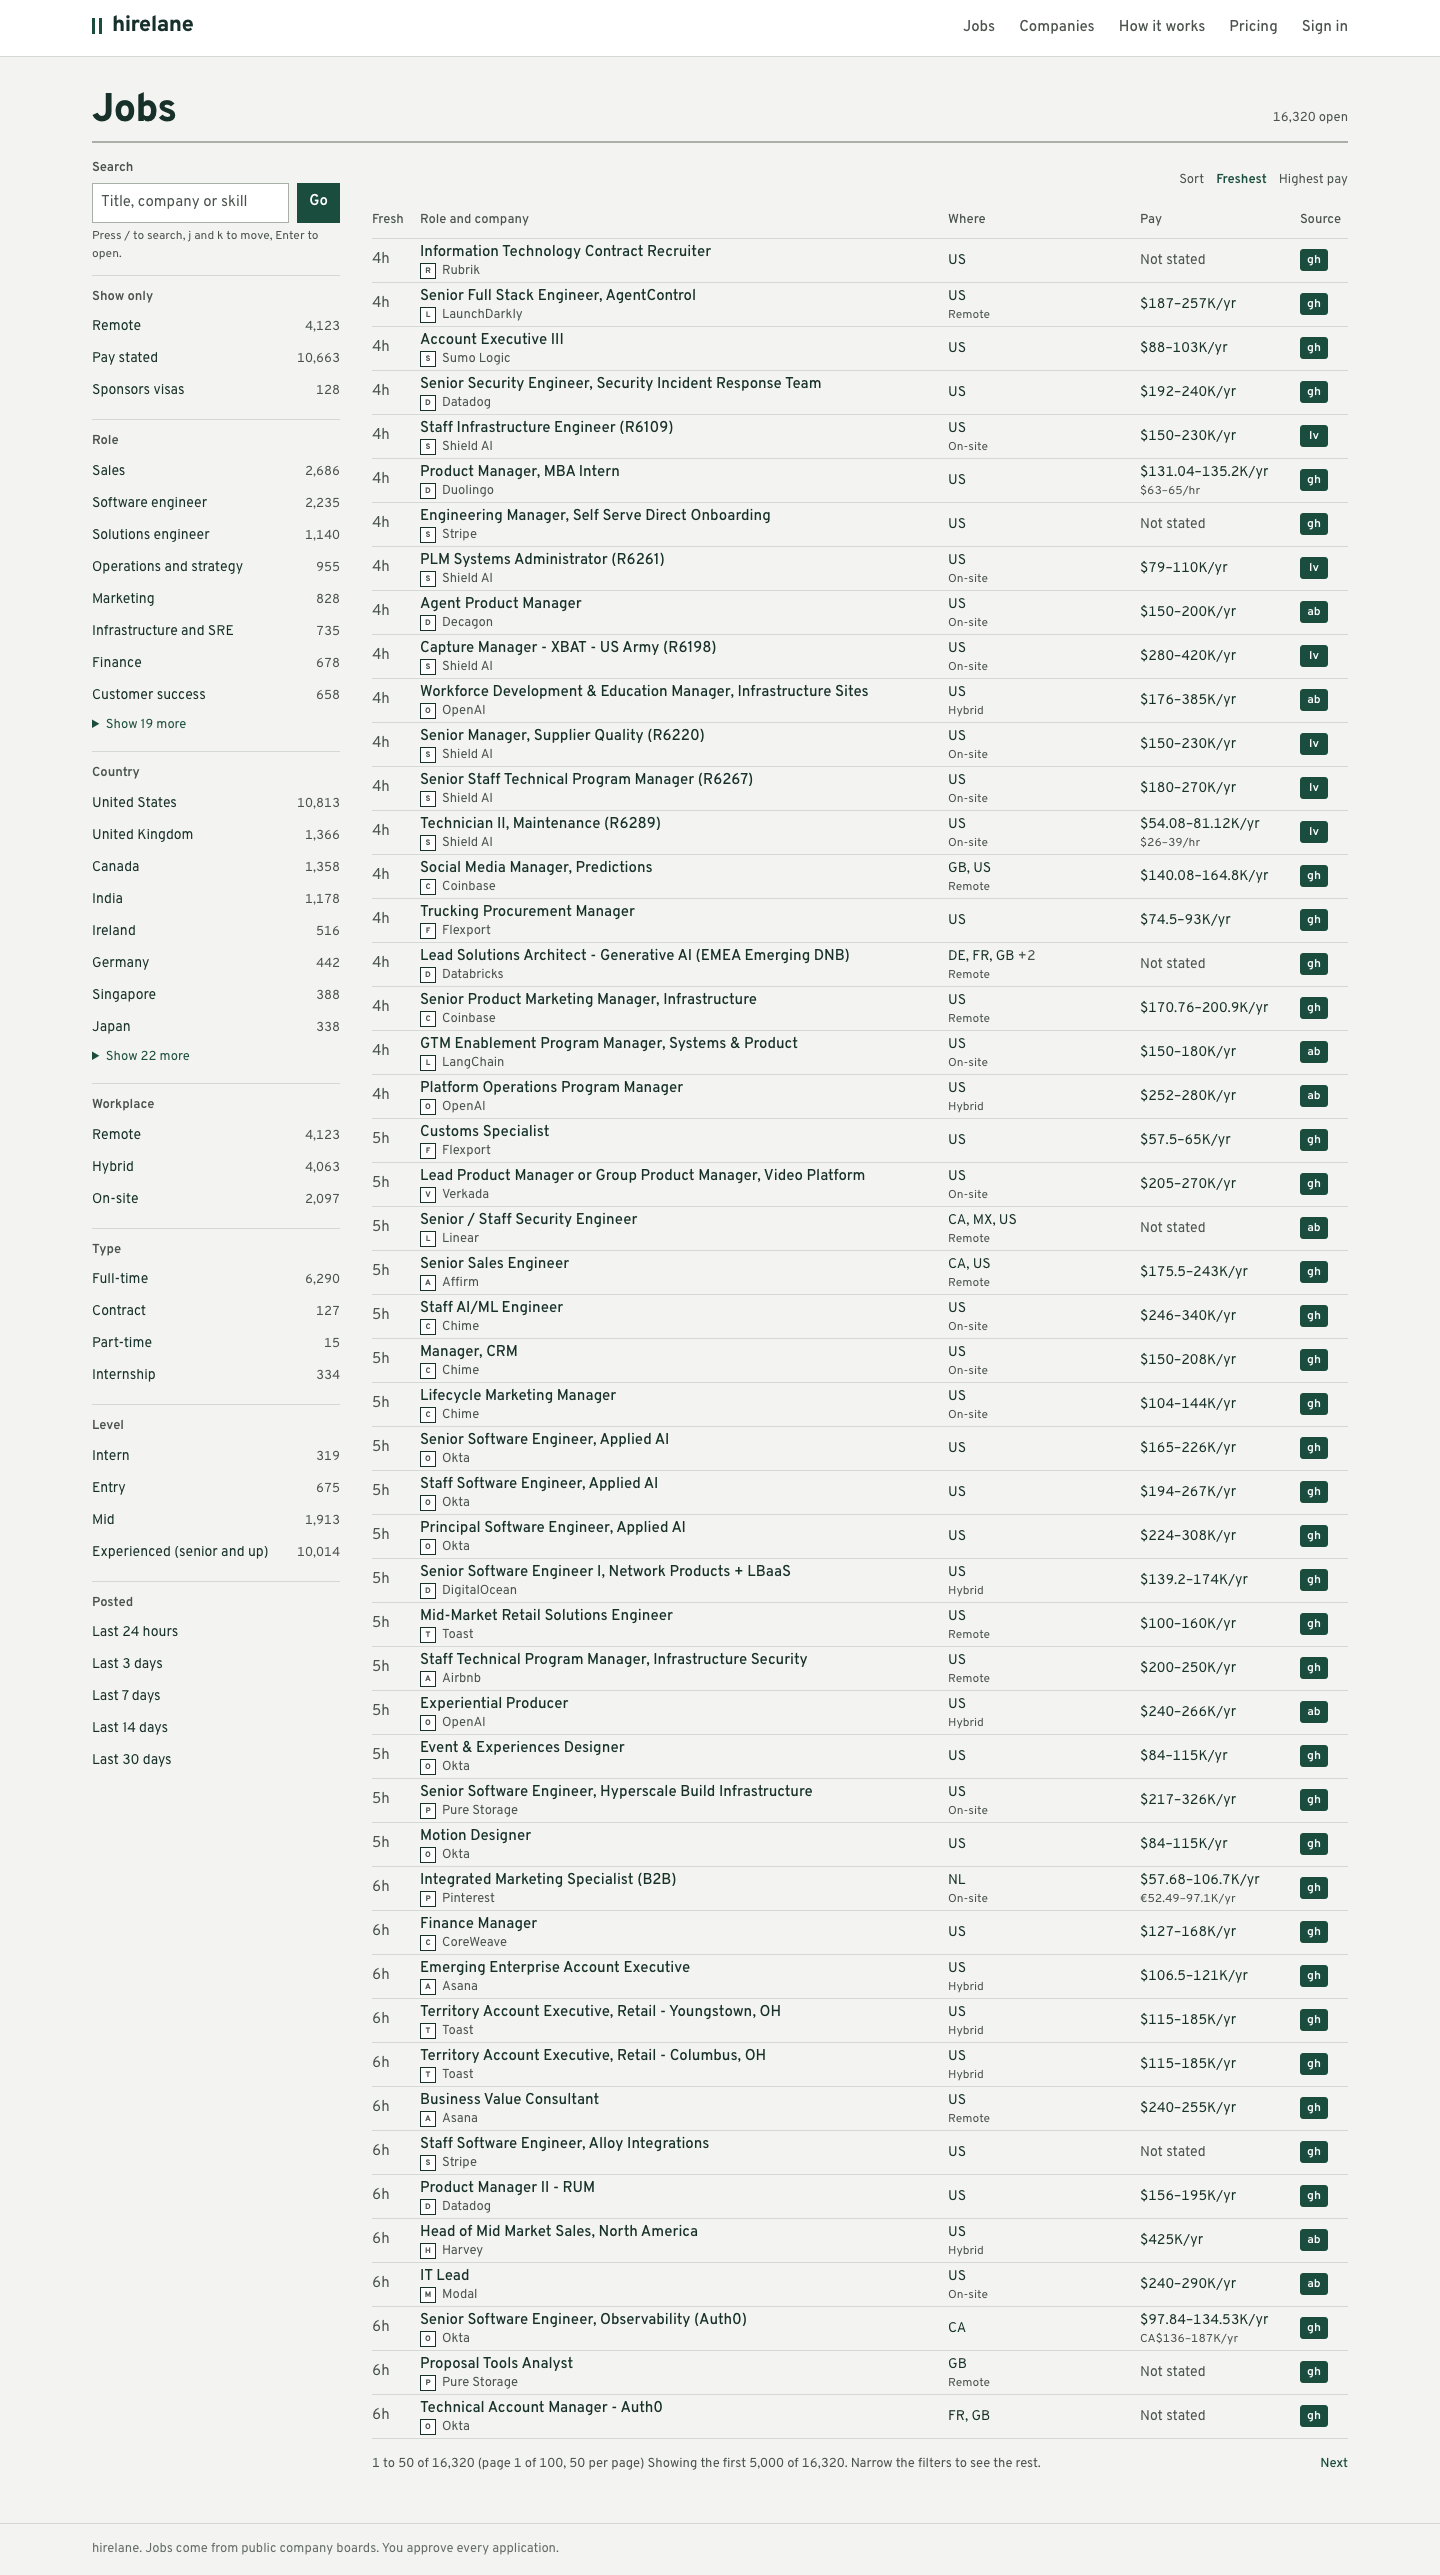 hirelane
Jobs Companies How it works Pricing Sign in
Jobs
16,320 open
Search
Title, company or skill Go
Press / to search, j and k to move, Enter to
open.
Show only
Remote 4,123
Pay stated 10,663
Sponsors visas 128
Role
Sales 2,686
Software engineer 2,235
Solutions engineer 1,140
Operations and strategy 955
Marketing 828
Infrastructure and SRE 735
Finance 678
Customer success 658
Show 19 more
Country
United States 10,813
United Kingdom 1,366
Canada 1,358
India 1,178
Ireland 516
Germany 442
Singapore 388
Japan 338
Show 22 more
Workplace
Remote 4,123
Hybrid 4,063
On-site 2,097
Type
Full-time 6,290
Contract 127
Part-time 15
Internship 334
Level
Intern 319
Entry 675
Mid 1,913
Experienced (senior and up) 10,014
Posted
Last 24 hours
Last 3 days
Last 7 days
Last 14 days
Last 30 days
Sort Freshest Highest pay
Fresh Role and company Where Pay Source
4h Information Technology Contract Recruiter US Not stated gh
R Rubrik
4h Senior Full Stack Engineer, AgentControl US $187–257K/yr gh
L LaunchDarkly Remote
4h Account Executive III US $88–103K/yr gh
S Sumo Logic
4h Senior Security Engineer, Security Incident Response Team US $192–240K/yr gh
D Datadog
4h Staff Infrastructure Engineer (R6109) US $150–230K/yr lv
S Shield AI On-site
4h Product Manager, MBA Intern US $131.04–135.2K/yr gh
D Duolingo $63–65/hr
4h Engineering Manager, Self Serve Direct Onboarding US Not stated gh
S Stripe
4h PLM Systems Administrator (R6261) US $79–110K/yr lv
S Shield AI On-site
4h Agent Product Manager US $150–200K/yr ab
D Decagon On-site
4h Capture Manager - XBAT - US Army (R6198) US $280–420K/yr lv
S Shield AI On-site
4h Workforce Development & Education Manager, Infrastructure Sites US $176–385K/yr ab
O OpenAI Hybrid
4h Senior Manager, Supplier Quality (R6220) US $150–230K/yr lv
S Shield AI On-site
4h Senior Staff Technical Program Manager (R6267) US $180–270K/yr lv
S Shield AI On-site
4h Technician II, Maintenance (R6289) US $54.08–81.12K/yr lv
S Shield AI On-site $26–39/hr
4h Social Media Manager, Predictions GB, US $140.08–164.8K/yr gh
C Coinbase Remote
4h Trucking Procurement Manager US $74.5–93K/yr gh
F Flexport
4h Lead Solutions Architect - Generative AI (EMEA Emerging DNB) DE, FR, GB +2 Not stated gh
D Databricks Remote
4h Senior Product Marketing Manager, Infrastructure US $170.76–200.9K/yr gh
C Coinbase Remote
4h GTM Enablement Program Manager, Systems & Product US $150–180K/yr ab
L LangChain On-site
4h Platform Operations Program Manager US $252–280K/yr ab
O OpenAI Hybrid
5h Customs Specialist US $57.5–65K/yr gh
F Flexport
5h Lead Product Manager or Group Product Manager, Video Platform US $205–270K/yr gh
V Verkada On-site
5h Senior / Staff Security Engineer CA, MX, US Not stated ab
L Linear Remote
5h Senior Sales Engineer CA, US $175.5–243K/yr gh
A Affirm Remote
5h Staff AI/ML Engineer US $246–340K/yr gh
C Chime On-site
5h Manager, CRM US $150–208K/yr gh
C Chime On-site
5h Lifecycle Marketing Manager US $104–144K/yr gh
C Chime On-site
5h Senior Software Engineer, Applied AI US $165–226K/yr gh
O Okta
5h Staff Software Engineer, Applied AI US $194–267K/yr gh
O Okta
5h Principal Software Engineer, Applied AI US $224–308K/yr gh
O Okta
5h Senior Software Engineer I, Network Products + LBaaS US $139.2–174K/yr gh
D DigitalOcean Hybrid
5h Mid-Market Retail Solutions Engineer US $100–160K/yr gh
T Toast Remote
5h Staff Technical Program Manager, Infrastructure Security US $200–250K/yr gh
A Airbnb Remote
5h Experiential Producer US $240–266K/yr ab
O OpenAI Hybrid
5h Event & Experiences Designer US $84–115K/yr gh
O Okta
5h Senior Software Engineer, Hyperscale Build Infrastructure US $217–326K/yr gh
P Pure Storage On-site
5h Motion Designer US $84–115K/yr gh
O Okta
6h Integrated Marketing Specialist (B2B) NL $57.68–106.7K/yr gh
P Pinterest On-site €52.49–97.1K/yr
6h Finance Manager US $127–168K/yr gh
C CoreWeave
6h Emerging Enterprise Account Executive US $106.5–121K/yr gh
A Asana Hybrid
6h Territory Account Executive, Retail - Youngstown, OH US $115–185K/yr gh
T Toast Hybrid
6h Territory Account Executive, Retail - Columbus, OH US $115–185K/yr gh
T Toast Hybrid
6h Business Value Consultant US $240–255K/yr gh
A Asana Remote
6h Staff Software Engineer, Alloy Integrations US Not stated gh
S Stripe
6h Product Manager II - RUM US $156–195K/yr gh
D Datadog
6h Head of Mid Market Sales, North America US $425K/yr ab
H Harvey Hybrid
6h IT Lead US $240–290K/yr ab
M Modal On-site
6h Senior Software Engineer, Observability (Auth0) CA $97.84–134.53K/yr gh
O Okta CA$136–187K/yr
6h Proposal Tools Analyst GB Not stated gh
P Pure Storage Remote
6h Technical Account Manager - Auth0 FR, GB Not stated gh
O Okta
1 to 50 of 16,320 (page 1 of 100, 50 per page) Showing the first 5,000 of 16,320. Narrow the filters to see the rest. Next
hirelane. Jobs come from public company boards. You approve every application.